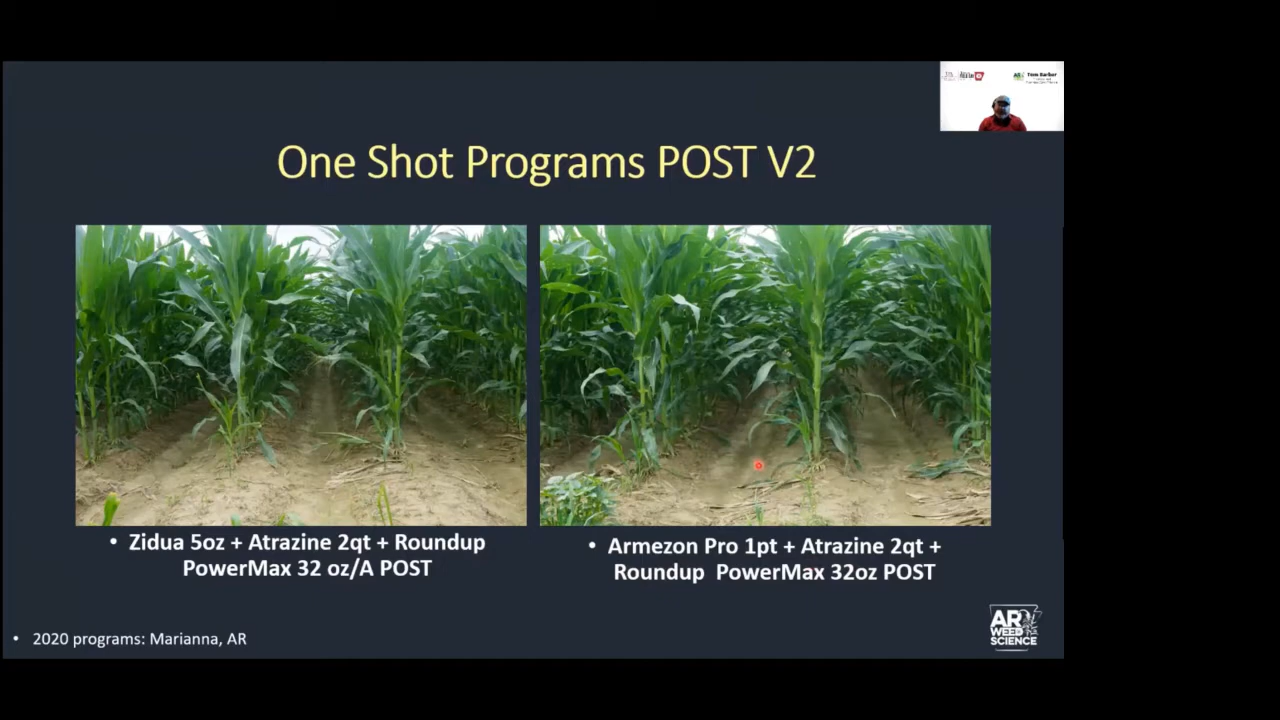 Tom Barber
One Shot Programs POST V2
• Zidua 5oz + Atrazine 2qt + Roundup
PowerMax 32 oz/A POST
• Armezon Pro 1pt + Atrazine 2qt +
Roundup PowerMax 32oz POST
• 2020 programs: Marianna, AR
AR
WEED
SCIENCE